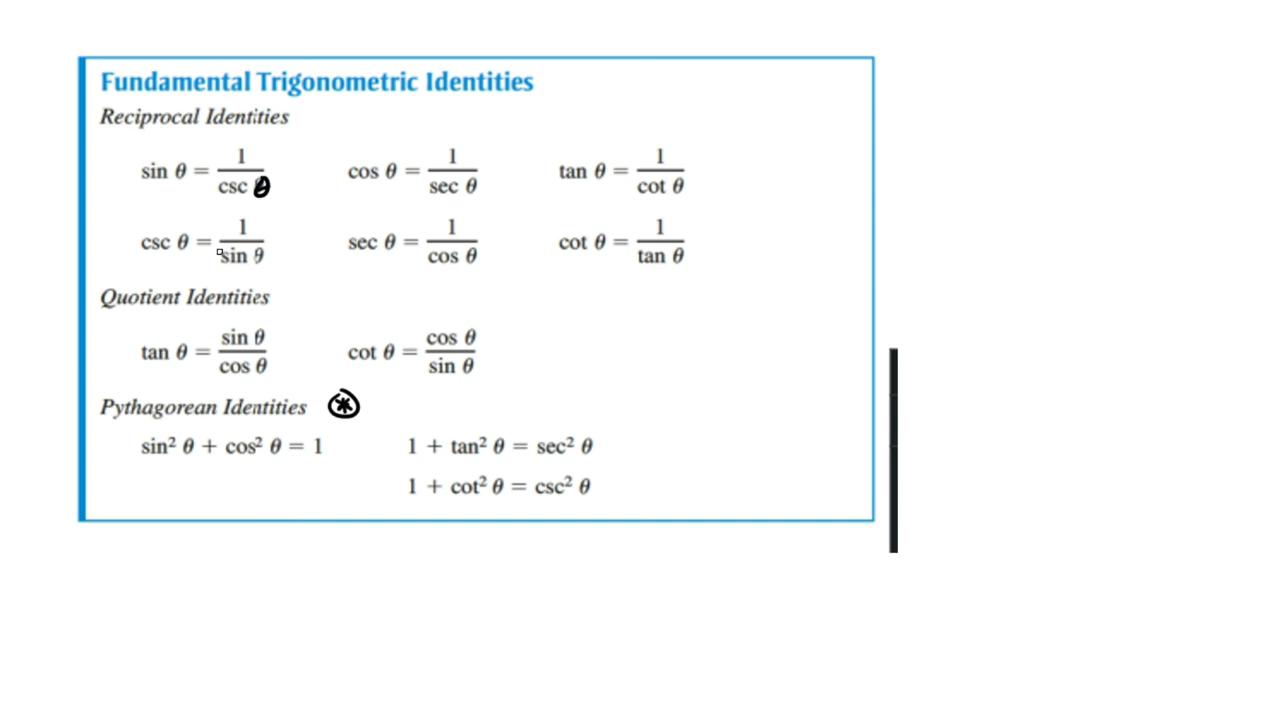 Fundamental Trigonometric Identities
Reciprocal Identities
sin θ = 1/csc θ cos θ = 1/sec θ tan θ = 1/cot θ
csc θ = 1/sin θ sec θ = 1/cos θ cot θ = 1/tan θ
Quotient Identities
tan θ = sin θ/cos θ cot θ = cos θ/sin θ
Pythagorean Identities *
sin² θ + cos² θ = 1 1 + tan² θ = sec² θ
1 + cot² θ = csc² θ